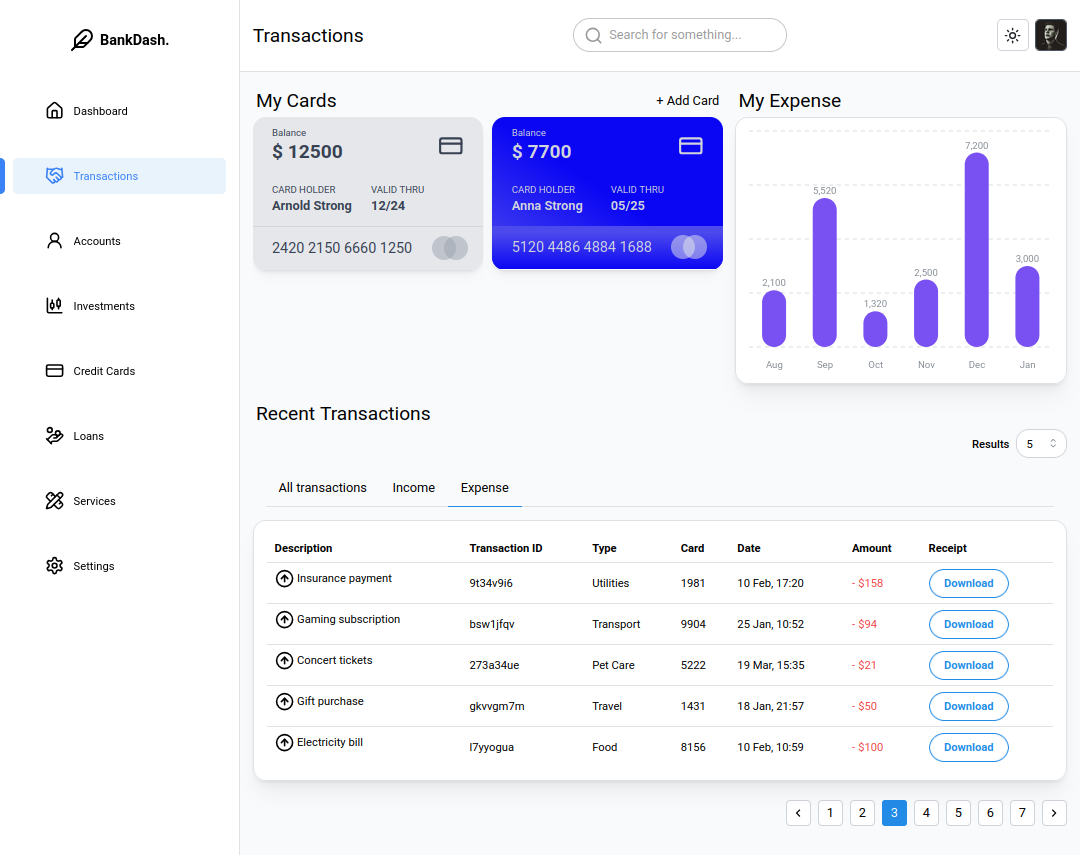 BankDash.
Dashboard
Transactions
Accounts
Investments
Credit Cards
Loans
Services
Settings
Transactions
Search for something...
My Cards
+ Add Card
Balance
$ 12500
CARD HOLDER VALID THRU
Arnold Strong 12/24
2420 2150 6660 1250
Balance
$ 7700
CARD HOLDER VALID THRU
Anna Strong 05/25
5120 4486 4884 1688
My Expense
2,100
5,520
1,320
2,500
7,200
3,000
Aug Sep Oct Nov Dec Jan
Recent Transactions
Results 5
All transactions Income Expense
Description Transaction ID Type Card Date Amount Receipt
Insurance payment 9t34v9i6 Utilities 1981 10 Feb, 17:20 - $158 Download
Gaming subscription bsw1jfqv Transport 9904 25 Jan, 10:52 - $94 Download
Concert tickets 273a34ue Pet Care 5222 19 Mar, 15:35 - $21 Download
Gift purchase gkvvgm7m Travel 1431 18 Jan, 21:57 - $50 Download
Electricity bill l7yyogua Food 8156 10 Feb, 10:59 - $100 Download
1 2 3 4 5 6 7